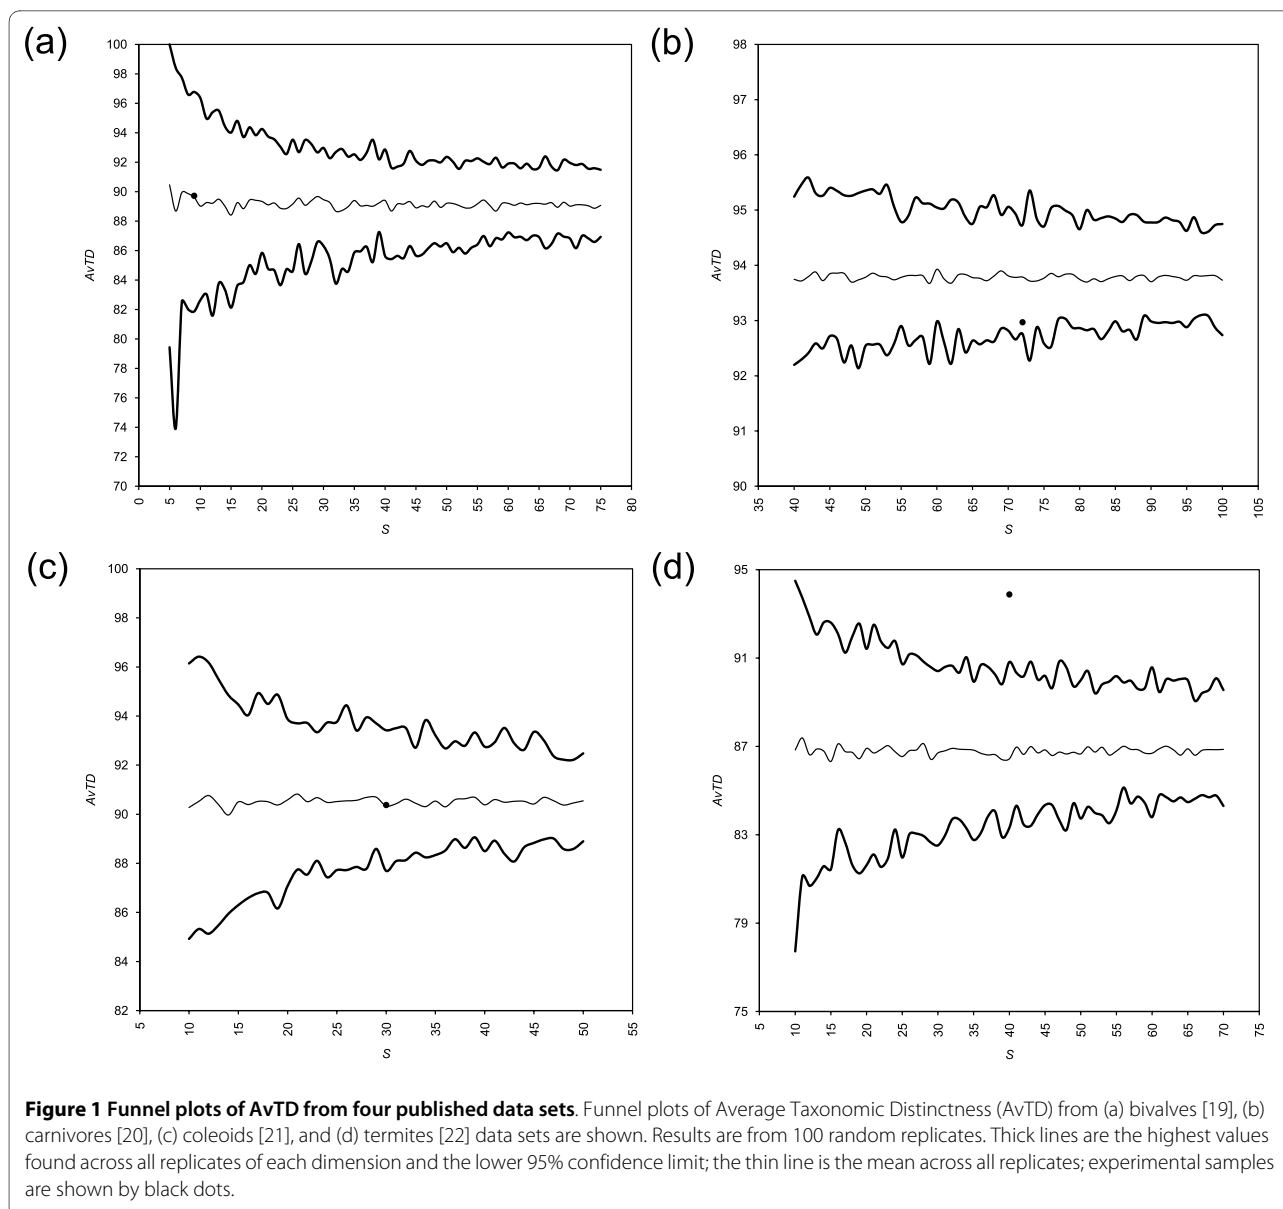 (a)
100
98
96
94
92
90
88
86
84
82
80
78
76
74
72
70
AvTD
0 5 10 15 20 25 30 35 40 45 50 55 60 65 70 75 80
S
(b)
98
97
96
95
94
93
92
91
90
AvTD
35 40 45 50 55 60 65 70 75 80 85 90 95 100 105
S
(c)
100
98
96
94
92
90
88
86
84
82
AvTD
5 10 15 20 25 30 35 40 45 50 55
S
(d)
95
91
87
83
79
75
AvTD
5 10 15 20 25 30 35 40 45 50 55 60 65 70 75
S
Figure 1 Funnel plots of AvTD from four published data sets. Funnel plots of Average Taxonomic Distinctness (AvTD) from (a) bivalves [19], (b)
carnivores [20], (c) coleoids [21], and (d) termites [22] data sets are shown. Results are from 100 random replicates. Thick lines are the highest values
found across all replicates of each dimension and the lower 95% confidence limit; the thin line is the mean across all replicates; experimental samples
are shown by black dots.